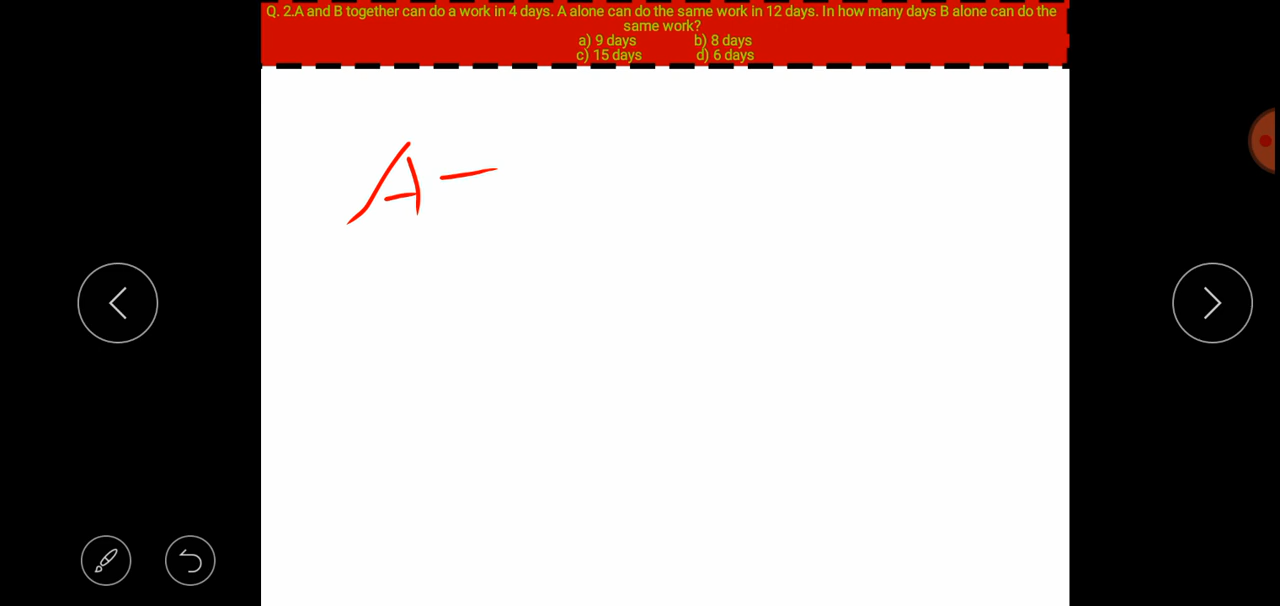 Q. 2.A and B together can do a work in 4 days. A alone can do the same work in 12 days. In how many days B alone can do the
same work?
a) 9 days b) 8 days
c) 15 days d) 6 days
A -